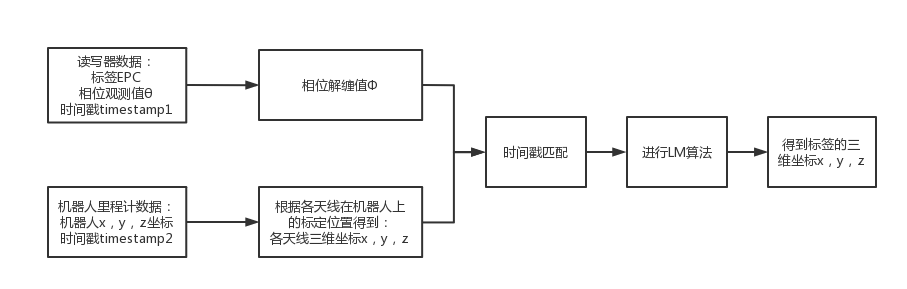 读写器数据：
标签EPC
相位观测值θ
时间戳timestamp1
相位解缠值Φ
机器人里程计数据：
机器人x，y，z坐标
时间戳timestamp2
根据各天线在机器人上
的标定位置得到：
各天线三维坐标x，y，z
时间戳匹配
进行LM算法
得到标签的三
维坐标x，y，z